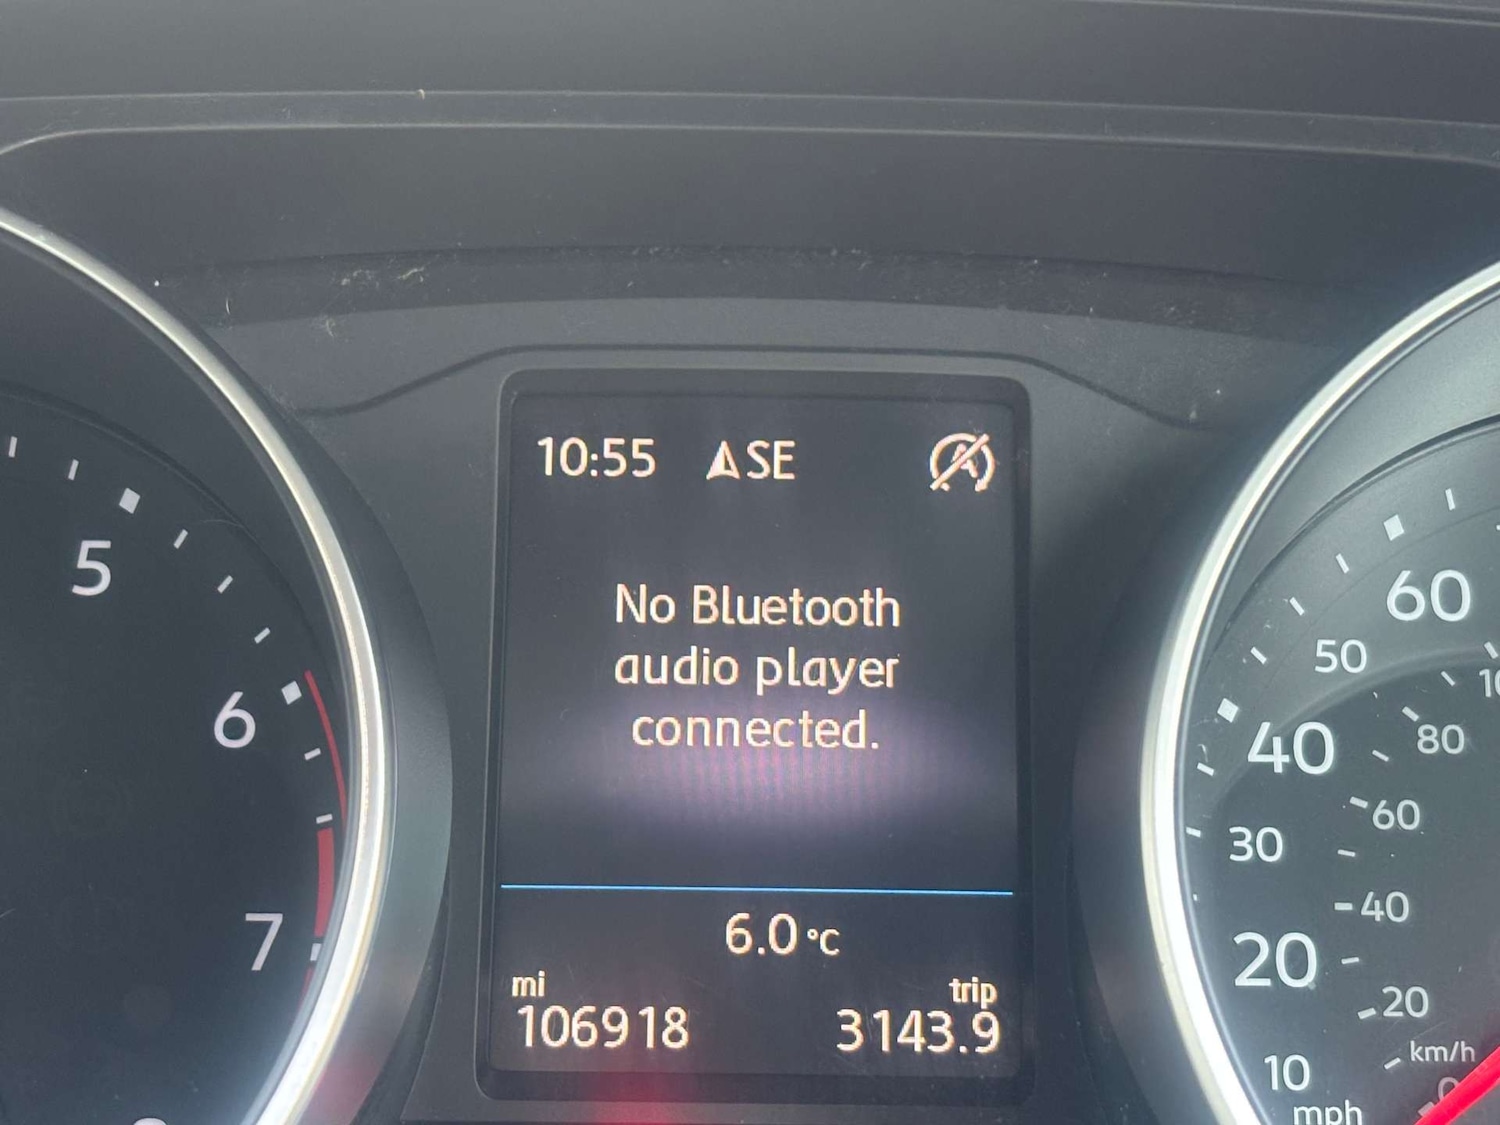 10:55 SE
No Bluetooth
audio player
connected.
6.0 °C
mi
trip
106918
3143.9
5
6
7
60
50
40
30
20
10
mph
80
60
40
20
km/h
0